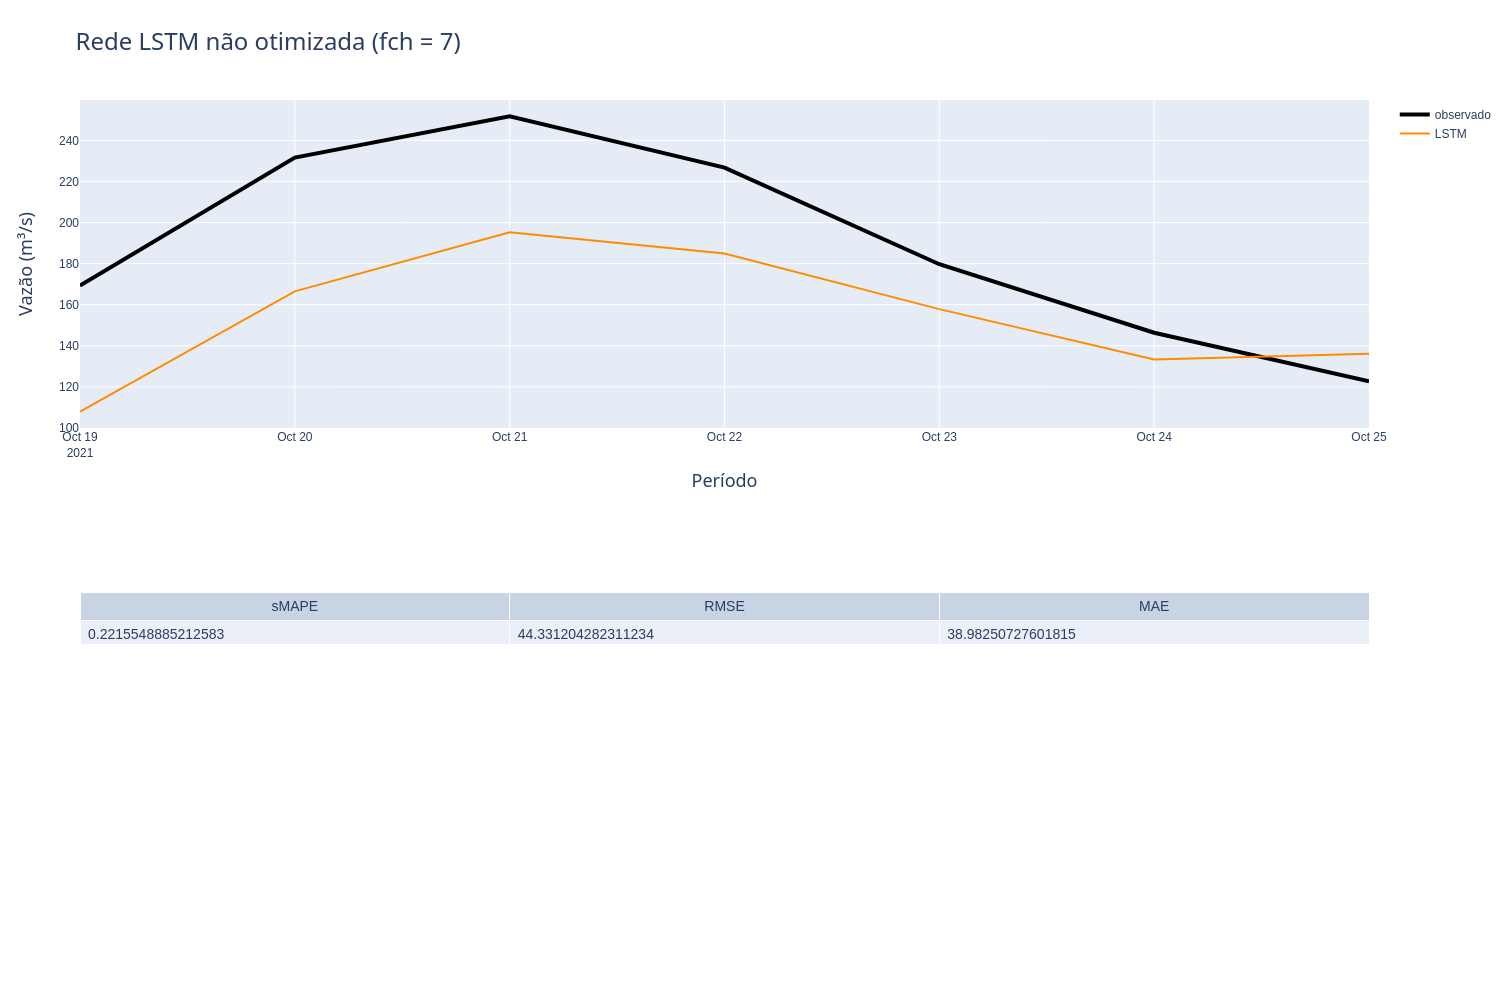 Rede LSTM não otimizada (fch = 7)
observado
LSTM
Vazão (m³/s)
240
220
200
180
160
140
120
100
Oct 19
2021
Oct 20
Oct 21
Oct 22
Oct 23
Oct 24
Oct 25
Período
sMAPE RMSE MAE
0.2215548885212583 44.331204282311234 38.98250727601815